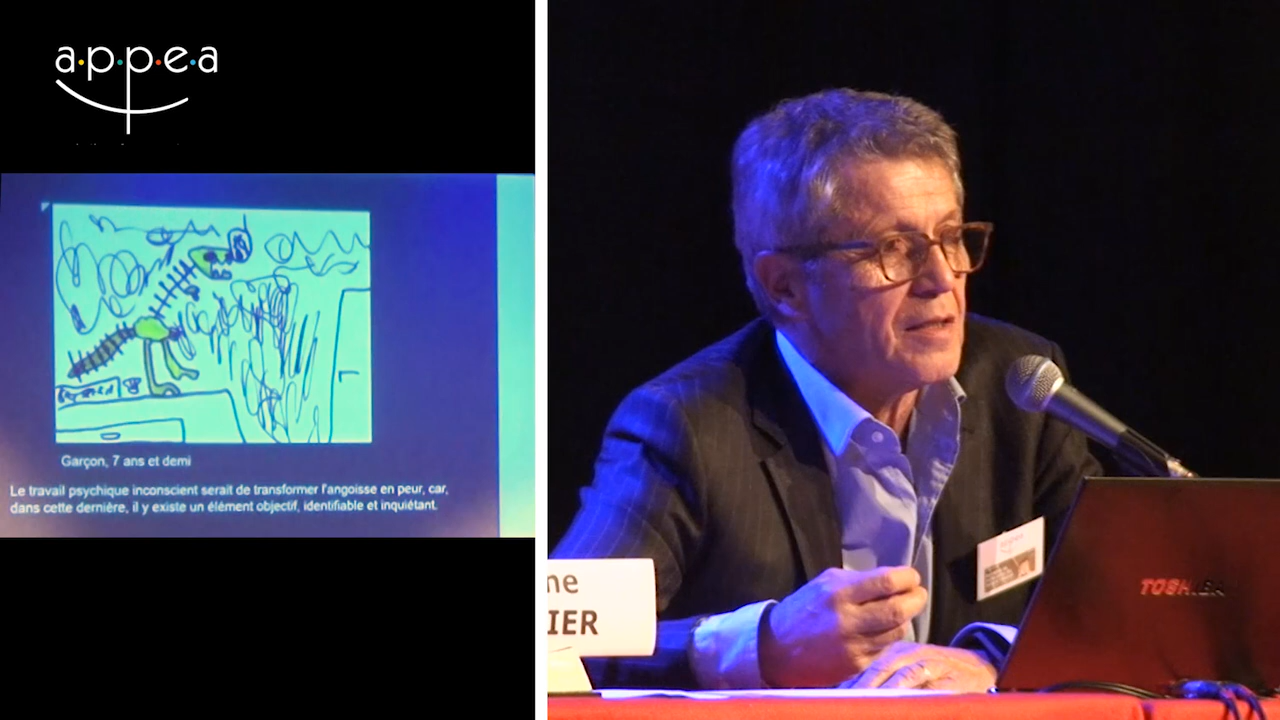 a·p·p·e·a
Garçon, 7 ans et demi
Le travail psychique inconscient serait de transformer l'angoisse en peur, car,
dans cette dernière, il y existe un élément objectif, identifiable et inquiétant.
ne
IER
TOSHIBA